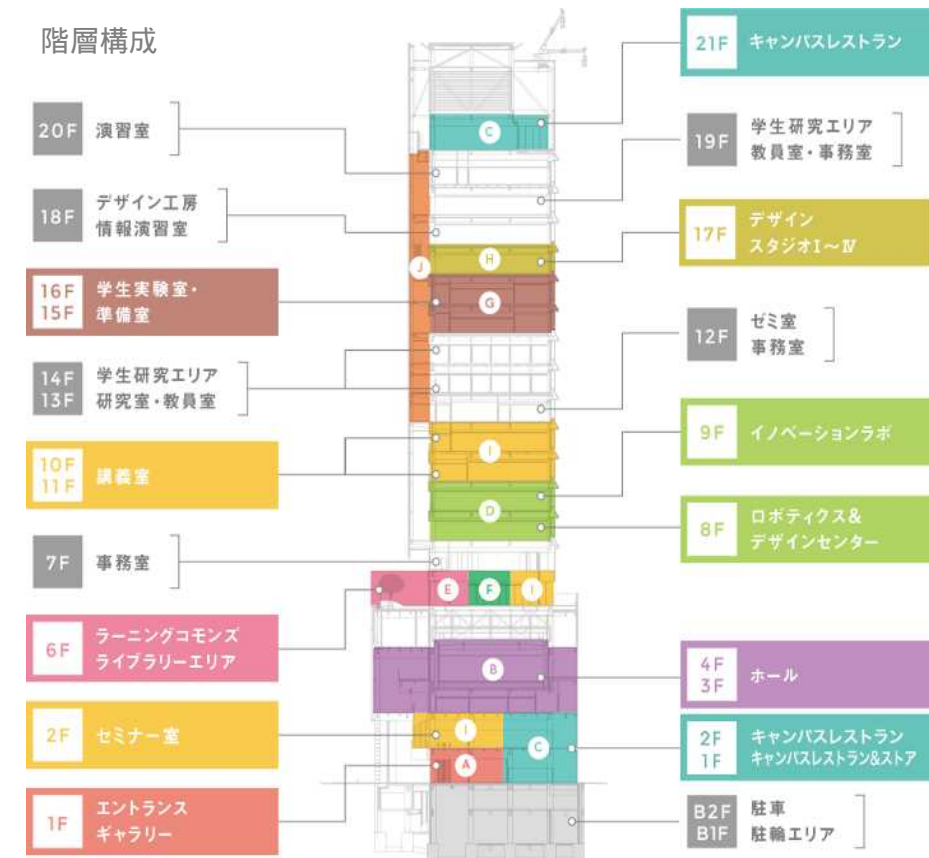 階層構成
20F 演習室
18F デザイン工房
情報演習室
16F 学生実験室・
15F 準備室
14F 学生研究エリア
13F 研究室・教員室
10F
11F
講義室
7F 事務室
6F ラーニングコモンズ
ライブラリーエリア
2F セミナー室
1F エントランス
ギャラリー
C
J
H
G
I
D
E F I
B
I
C
A
21F キャンパスレストラン
19F 学生研究エリア
教員室・事務室
17F デザイン
スタジオⅠ～Ⅳ
12F ゼミ室
事務室
9F イノベーションラボ
8F ロボティクス&
デザインセンター
4F
3F
ホール
2F キャンパスレストラン
1F キャンパスレストラン&ストア
B2F 駐車
B1F 駐輪エリア